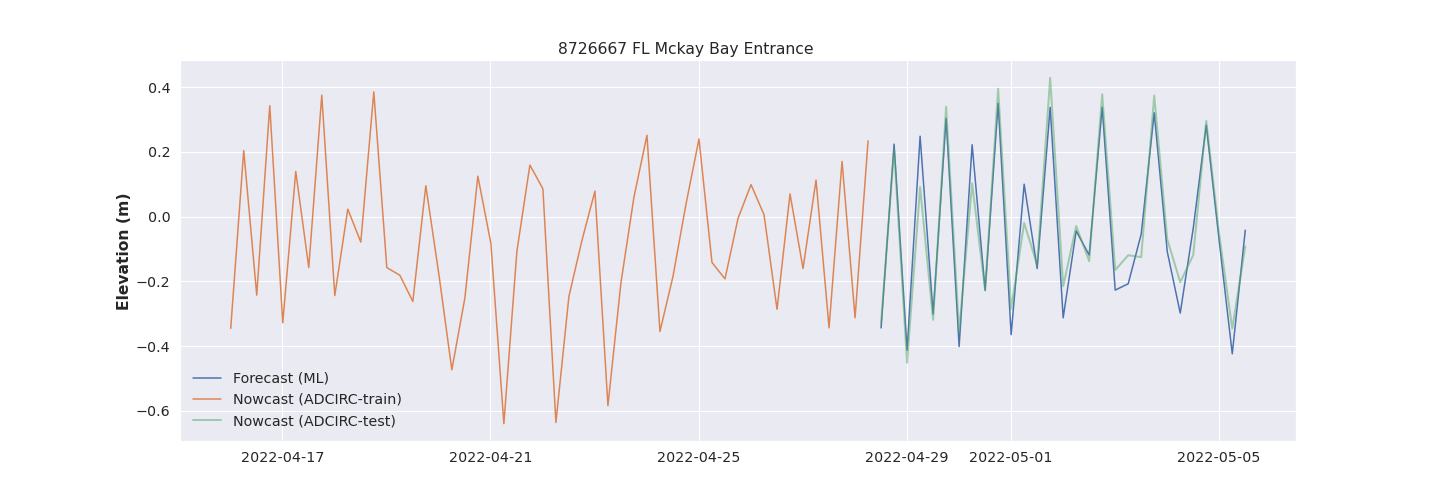 8726667 FL Mckay Bay Entrance
Elevation (m)
0.4
0.2
0.0
−0.2
−0.4
−0.6
Forecast (ML)
Nowcast (ADCIRC-train)
Nowcast (ADCIRC-test)
2022-04-17 2022-04-21 2022-04-25 2022-04-29 2022-05-01 2022-05-05